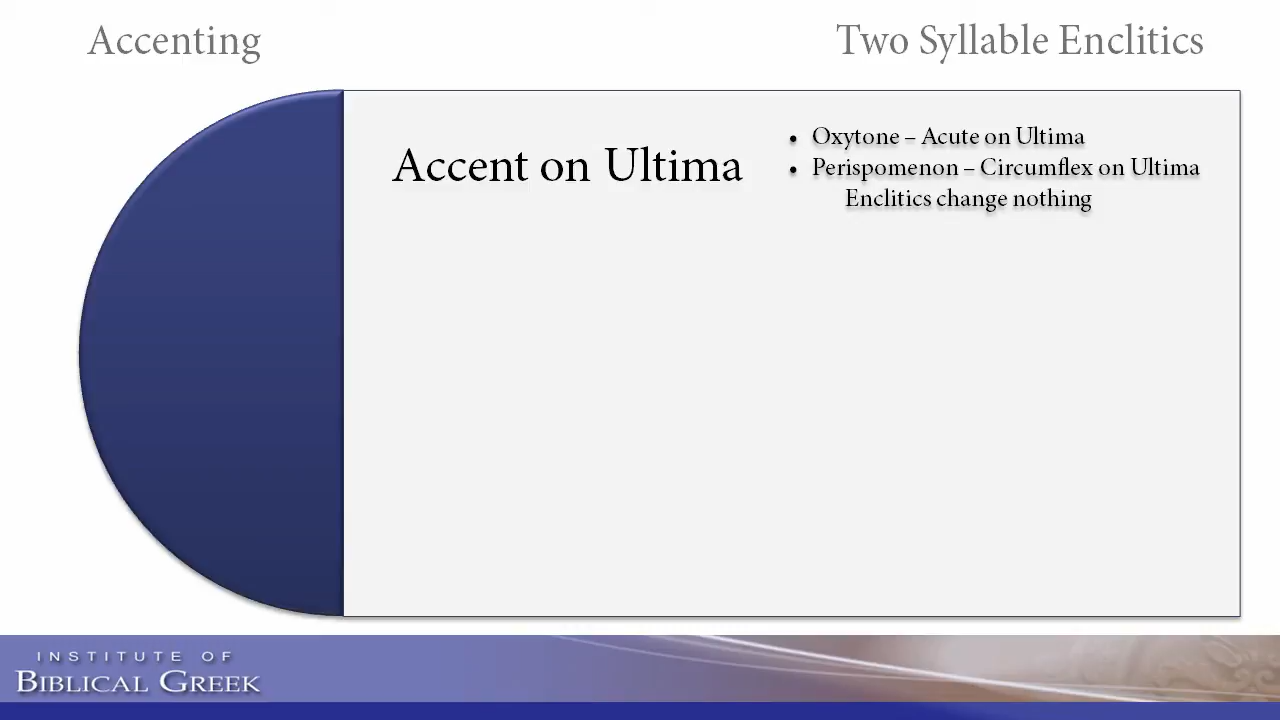 Accenting
Two Syllable Enclitics
Accent on Ultima
• Oxytone – Acute on Ultima
• Perispomenon – Circumflex on Ultima
Enclitics change nothing
INSTITUTE OF
BIBLICAL GREEK